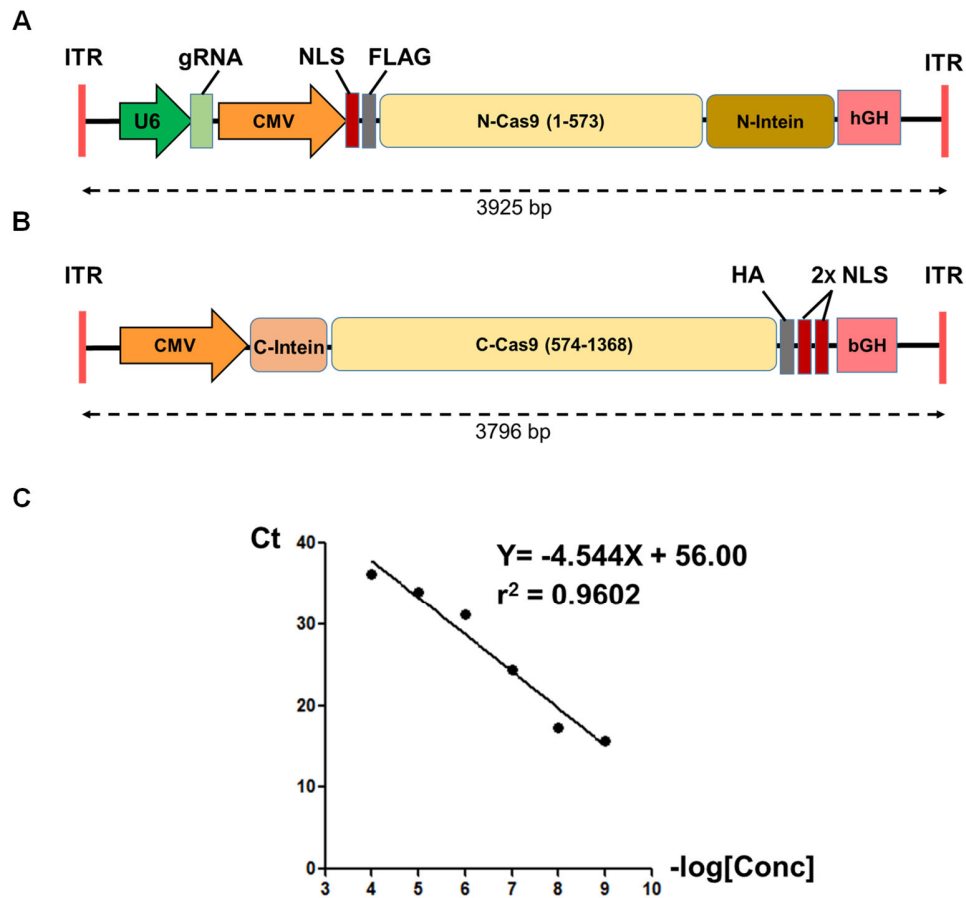 A
ITR gRNA NLS FLAG ITR
U6 CMV N-Cas9 (1-573) N-Intein hGH
3925 bp
B
ITR HA 2x NLS ITR
CMV C-Intein C-Cas9 (574-1368) bGH
3796 bp
C
Ct
40
Y= -4.544X + 56.00
r² = 0.9602
30
20
10
0
3 4 5 6 7 8 9 10
-log[Conc]